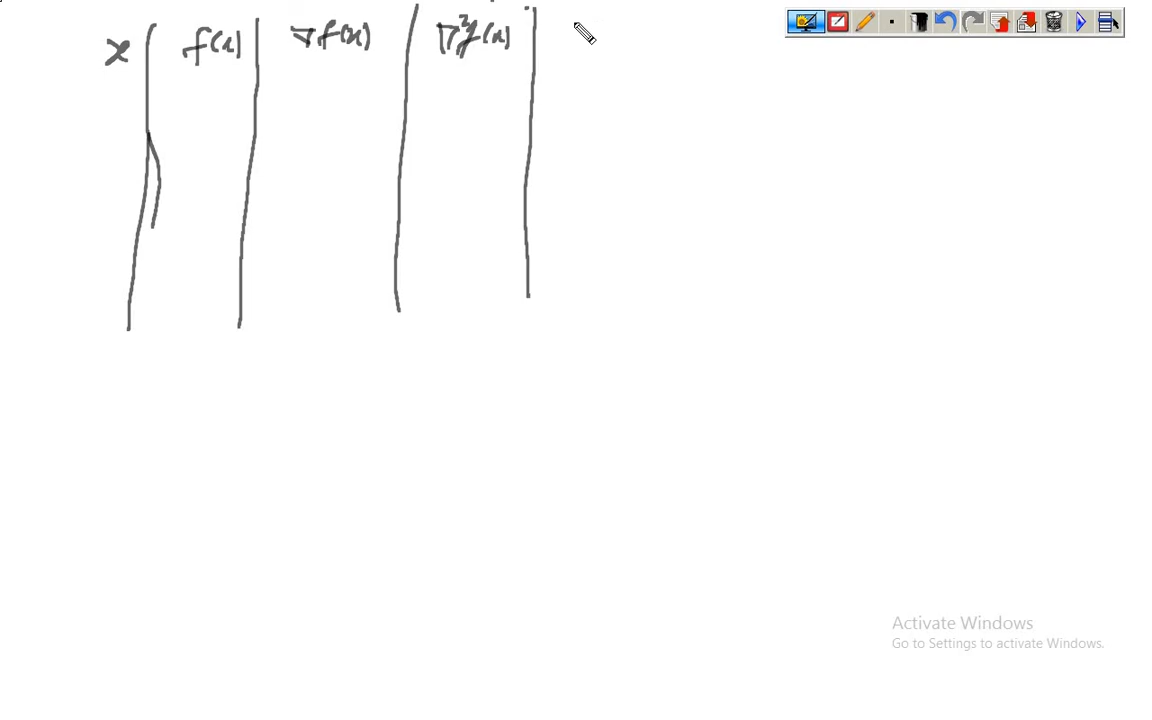 x f(x) ∇f(x) ∇²f(x)
Activate Windows
Go to Settings to activate Windows.